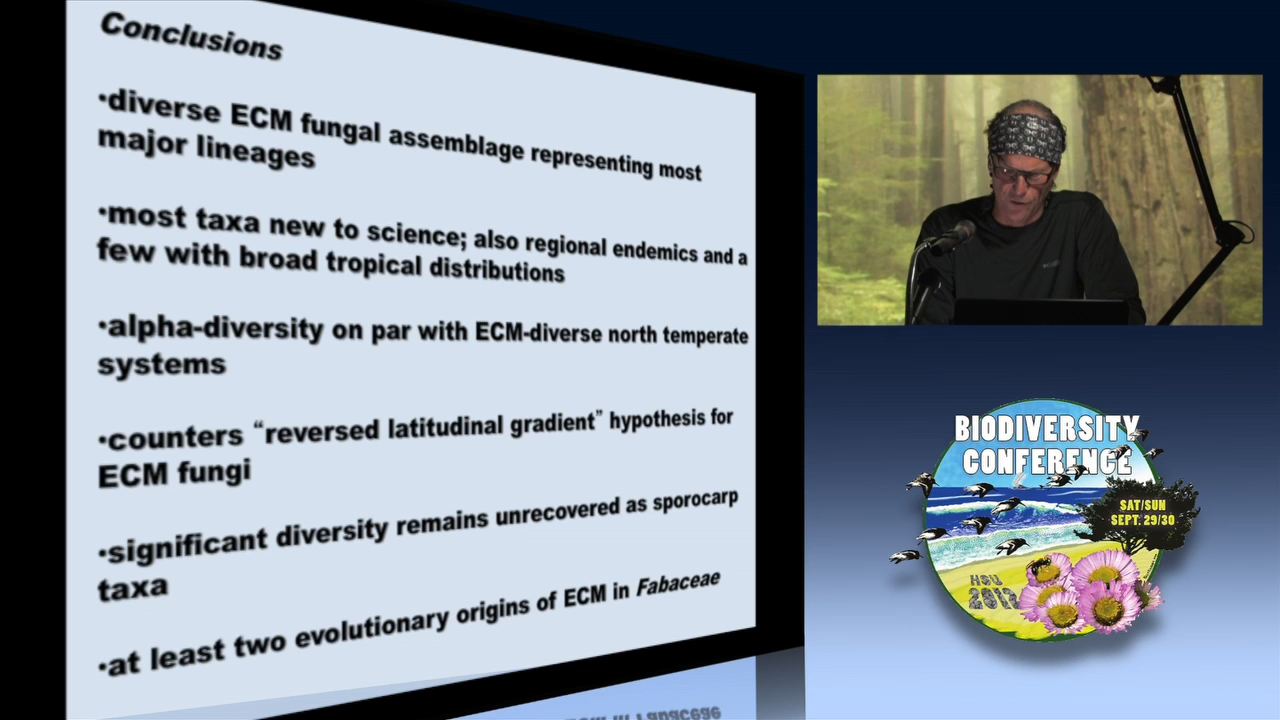 Conclusions
•diverse ECM fungal assemblage representing most
major lineages
•most taxa new to science; also regional endemics and a
few with broad tropical distributions
•alpha-diversity on par with ECM-diverse north temperate
systems
•counters “reversed latitudinal gradient” hypothesis for
ECM fungi
•significant diversity remains unrecovered as sporocarp
taxa
•at least two evolutionary origins of ECM in Fabaceae
BIODIVERSITY
CONFERENCE
SAT/SUN
SEPT. 29/30
HSU
2012